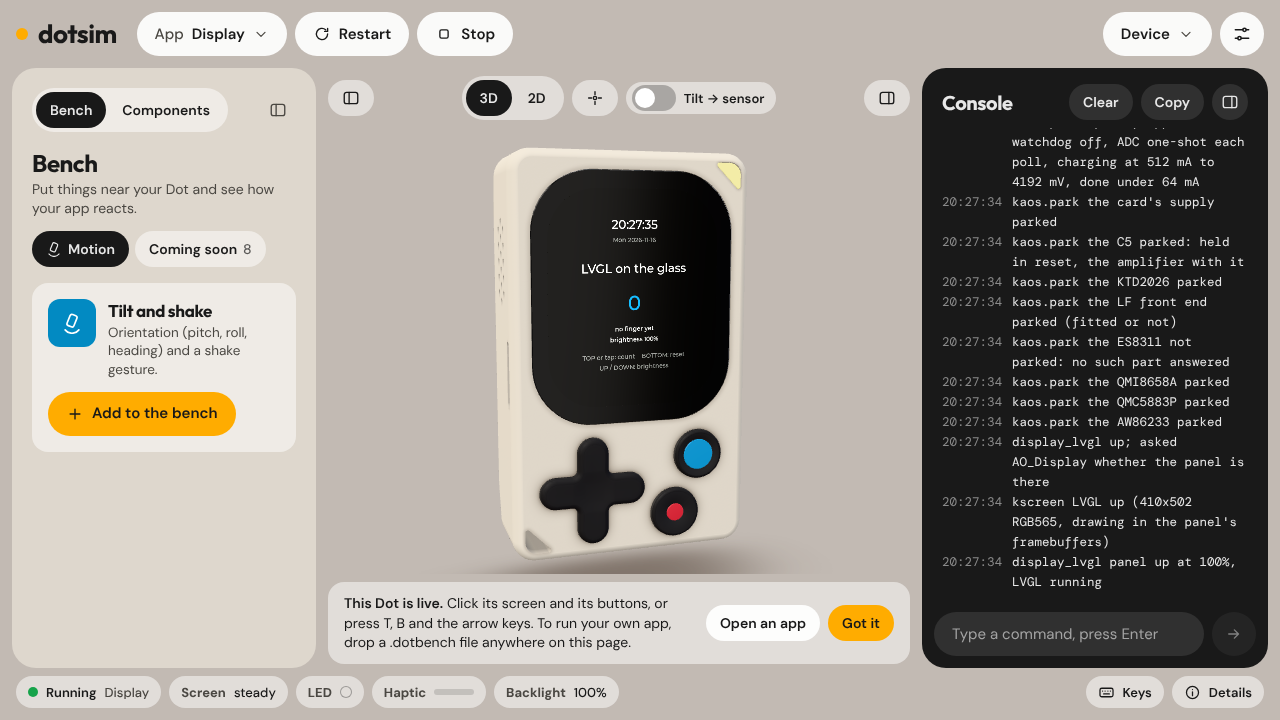 dotsim
App Display
Restart
Stop
Device
Bench
Components
Bench
Put things near your Dot and see how
your app reacts.
Motion
Coming soon 8
Tilt and shake
Orientation (pitch, roll,
heading) and a shake
gesture.
Add to the bench
3D
2D
Tilt → sensor
20:27:35
Mon 2026-11-16
LVGL on the glass
0
no finger yet
brightness 100%
TOP or tap: count BOTTOM: reset
UP / DOWN: brightness
This Dot is live. Click its screen and its buttons, or
press T, B and the arrow keys. To run your own app,
drop a .dotbench file anywhere on this page.
Open an app
Got it
Console
Clear
Copy
watchdog off, ADC one-shot each
poll, charging at 512 mA to
4192 mV, done under 64 mA
20:27:34 kaos.park the card's supply
parked
20:27:34 kaos.park the C5 parked: held
in reset, the amplifier with it
20:27:34 kaos.park the KTD2026 parked
20:27:34 kaos.park the LF front end
parked (fitted or not)
20:27:34 kaos.park the ES8311 not
parked: no such part answered
20:27:34 kaos.park the QMI8658A parked
20:27:34 kaos.park the QMC5883P parked
20:27:34 kaos.park the AW86233 parked
20:27:34 display_lvgl up; asked
AO_Display whether the panel is
there
20:27:34 kscreen LVGL up (410x502
RGB565, drawing in the panel's
framebuffers)
20:27:34 display_lvgl panel up at 100%,
LVGL running
Type a command, press Enter
Running Display
Screen steady
LED
Haptic
Backlight 100%
Keys
Details